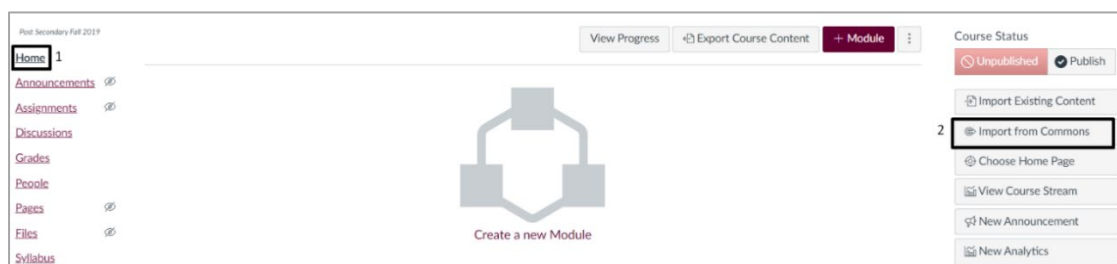 Post Secondary Fall 2019
Home 1
Announcements
Assignments
Discussions
Grades
People
Pages
Files
Syllabus
View Progress
Export Course Content
+ Module
Create a new Module
Course Status
Unpublished
Publish
Import Existing Content
2 Import from Commons
Choose Home Page
View Course Stream
New Announcement
New Analytics